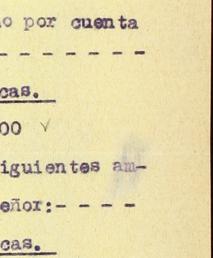 o por cuenta
- - - - - - - -
cas.
00 ✓
iguientes am-
eñor:- - - -
cas.